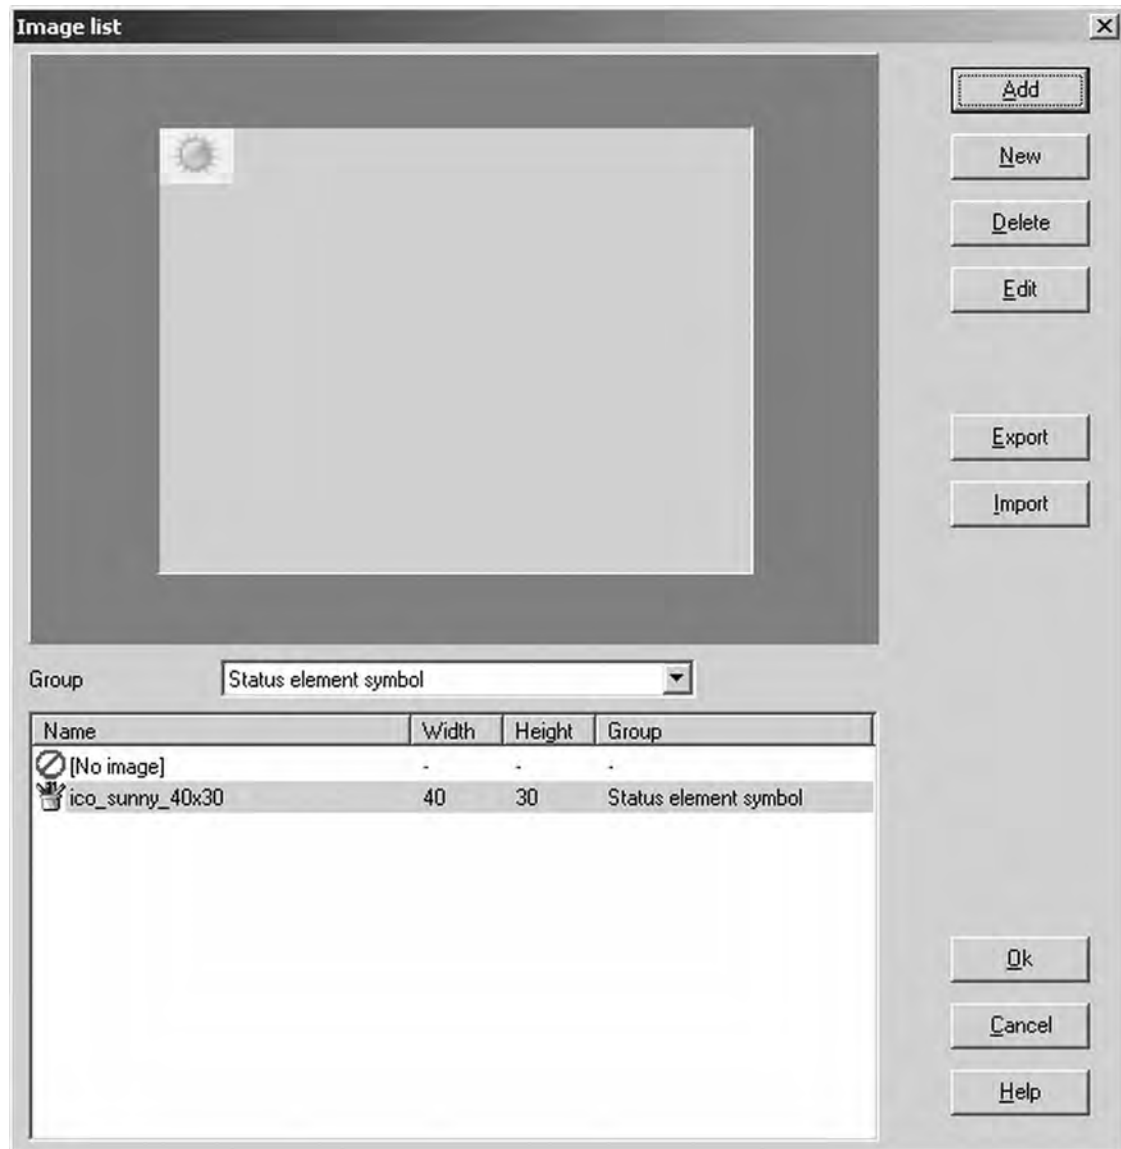 Image list
Add
New
Delete
Edit
Export
Import
Group Status element symbol
Name Width Height Group
[No image] - - -
ico_sunny_40x30 40 30 Status element symbol
Ok
Cancel
Help